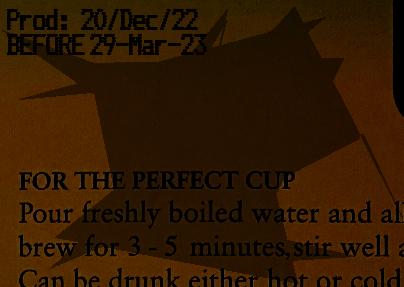 Prod: 20/Dec/22
BEFORE 29-Mar-23
FOR THE PERFECT CUP
Pour freshly boiled water and
brew for 3 - 5 minutes, stir well
Can be drunk either hot or cold